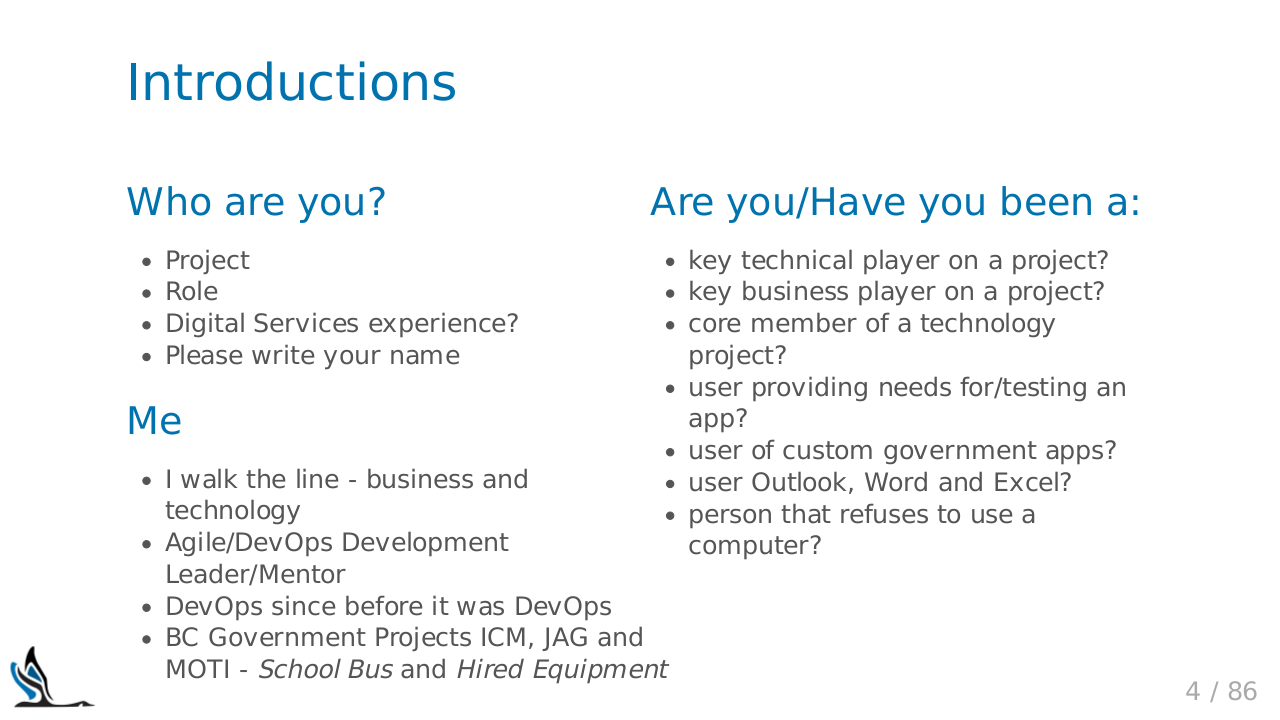 Introductions
Who are you?
Project
Role
Digital Services experience?
Please write your name
Me
I walk the line - business and
technology
Agile/DevOps Development
Leader/Mentor
DevOps since before it was DevOps
BC Government Projects ICM, JAG and
MOTI - School Bus and Hired Equipment
Are you/Have you been a:
key technical player on a project?
key business player on a project?
core member of a technology
project?
user providing needs for/testing an
app?
user of custom government apps?
user Outlook, Word and Excel?
person that refuses to use a
computer?
4 / 86